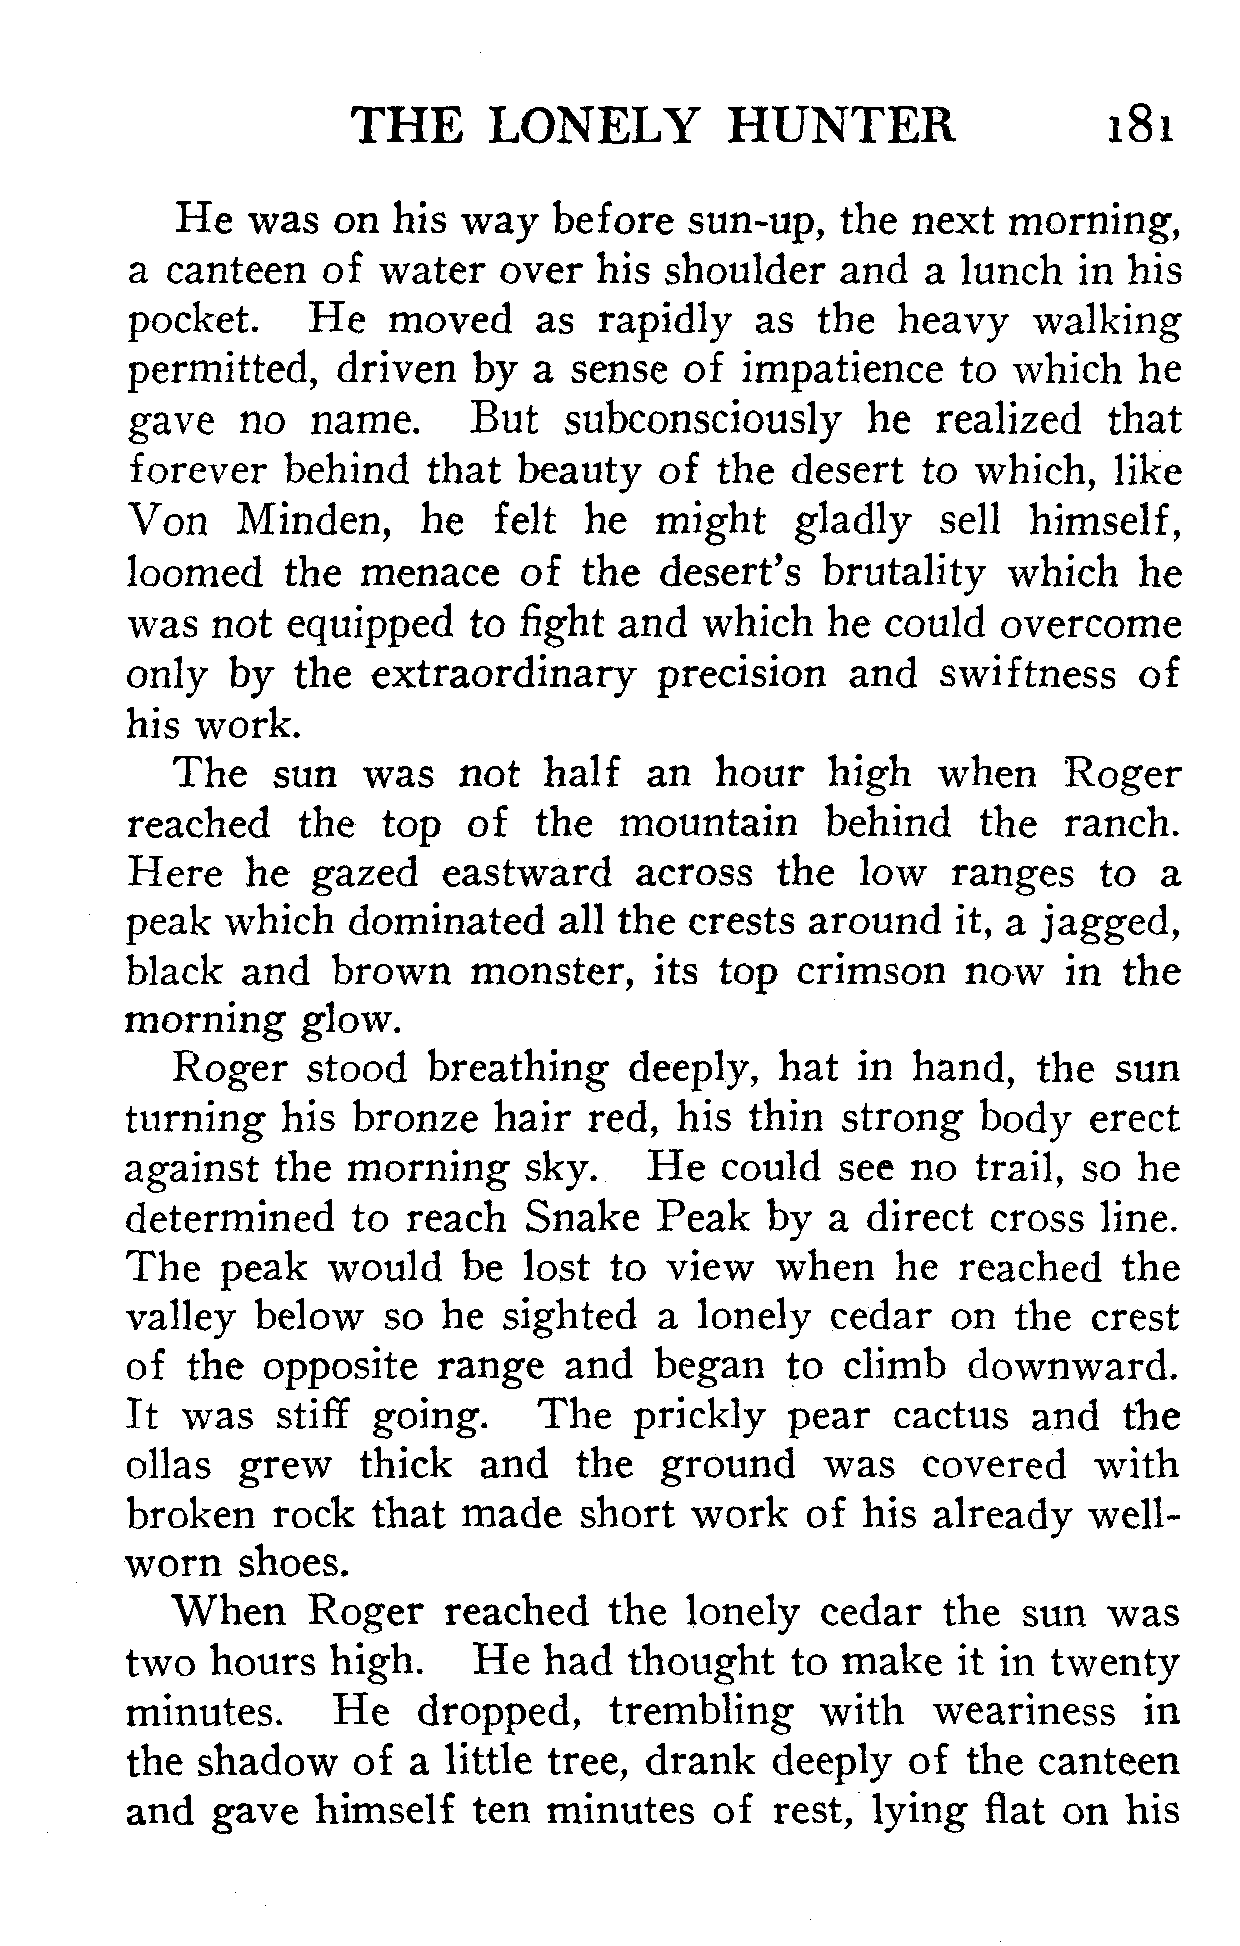 THE LONELY HUNTER 181
He was on his way before sun-up, the next morning,
a canteen of water over his shoulder and a lunch in his
pocket. He moved as rapidly as the heavy walking
permitted, driven by a sense of impatience to which he
gave no name. But subconsciously he realized that
forever behind that beauty of the desert to which, like
Von Minden, he felt he might gladly sell himself,
loomed the menace of the desert's brutality which he
was not equipped to fight and which he could overcome
only by the extraordinary precision and swiftness of
his work.
The sun was not half an hour high when Roger
reached the top of the mountain behind the ranch.
Here he gazed eastward across the low ranges to a
peak which dominated all the crests around it, a jagged,
black and brown monster, its top crimson now in the
morning glow.
Roger stood breathing deeply, hat in hand, the sun
turning his bronze hair red, his thin strong body erect
against the morning sky. He could see no trail, so he
determined to reach Snake Peak by a direct cross line.
The peak would be lost to view when he reached the
valley below so he sighted a lonely cedar on the crest
of the opposite range and began to climb downward.
It was stiff going. The prickly pear cactus and the
ollas grew thick and the ground was covered with
broken rock that made short work of his already well-
worn shoes.
When Roger reached the lonely cedar the sun was
two hours high. He had thought to make it in twenty
minutes. He dropped, trembling with weariness in
the shadow of a little tree, drank deeply of the canteen
and gave himself ten minutes of rest, lying flat on his